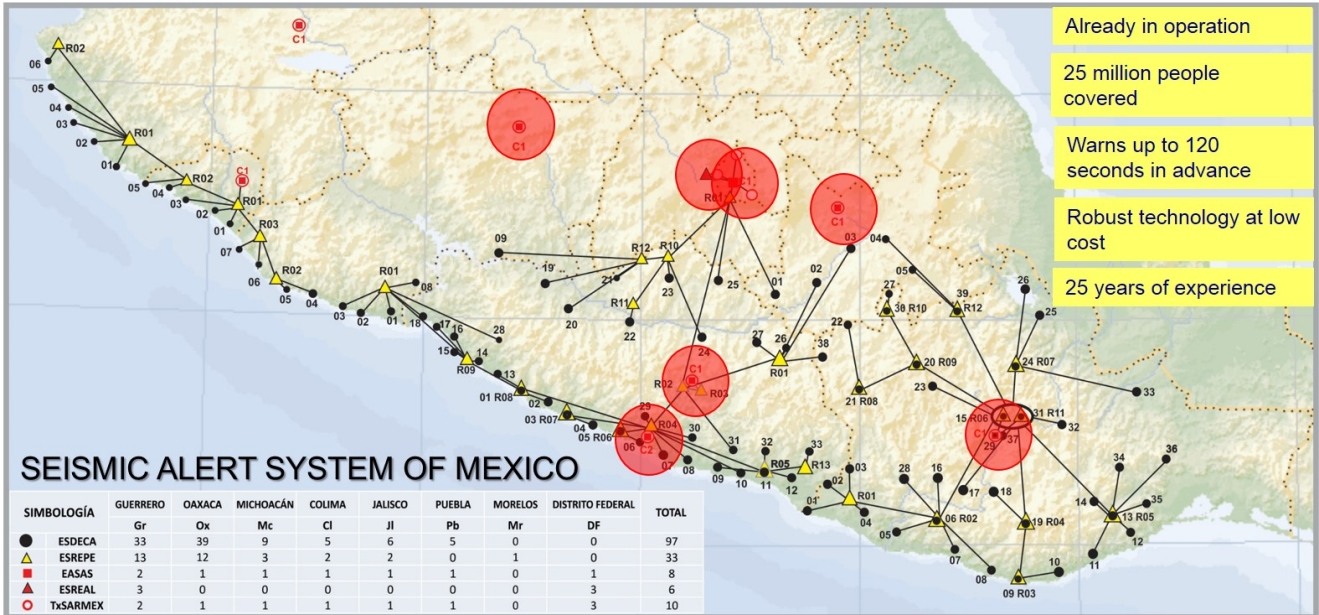 Already in operation
25 million people
covered
Warns up to 120
seconds in advance
Robust technology at low
cost
25 years of experience
C1
R02
06
05
04
03
02
R01
01
R02
05
04
03
02
01
C1
R01
R03
07
06
R02
05
04
03
02
01
R01
08
18
17
16
15
14
R09
28
13
01 R08
02
03 R07
04
05 R06
06
C1
C1
R01
C1
09
19
21
R12
R10
20
R11
22
23
24
25
01
02
03
27
26
38
R01
C1
R02
R03
29
R04
C2
30
07
08
09
10
31
32
R05
11
12
33
R13
04
05
39
R12
27
30 R10
22
21 R08
20 R09
23
26
25
24 R07
33
15 R06
31 R11
32
29
37
03
02
01
R01
04
28
16
17
06 R02
05
07
08
18
19 R04
09 R03
10
34
36
35
14
13 R05
12
11
SEISMIC ALERT SYSTEM OF MEXICO
SIMBOLOGÍA GUERRERO OAXACA MICHOACÁN COLIMA JALISCO PUEBLA MORELOS DISTRITO FEDERAL TOTAL
Gr Ox Mc Cl Jl Pb Mr DF
ESDECA 33 39 9 5 6 5 0 0 97
ESREPE 13 12 3 2 2 0 1 0 33
EASAS 2 1 1 1 1 1 0 1 8
ESREAL 3 0 0 0 0 0 0 3 6
TxSARMEX 2 1 1 1 1 1 0 3 10